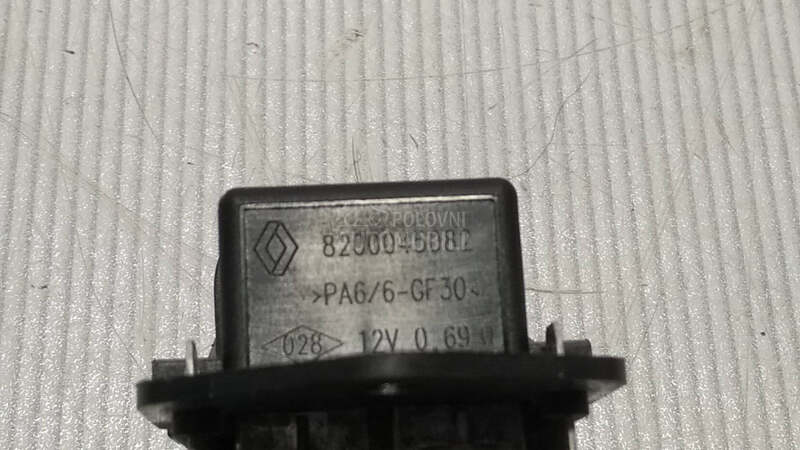 POLOVNI
8200045082
>PA6/6-GF30<
028 12V 0,69